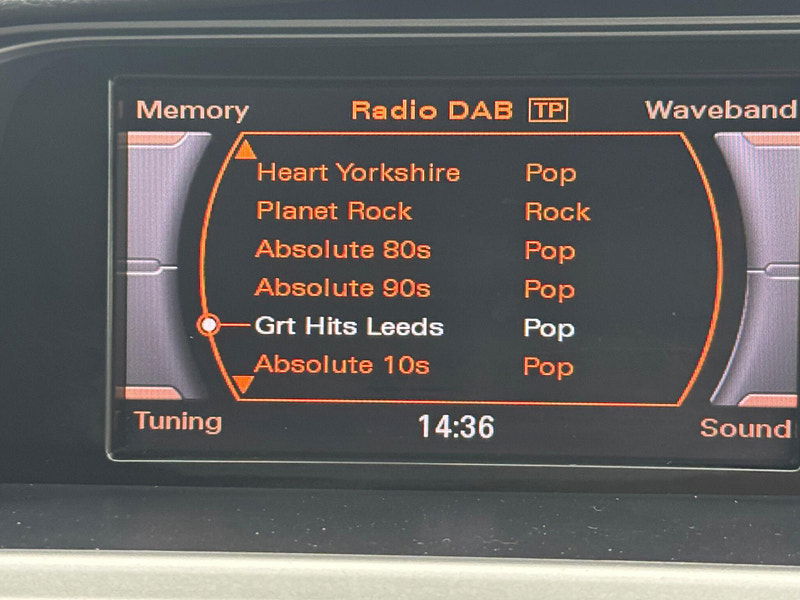 Memory Radio DAB TP Waveband
Heart Yorkshire Pop
Planet Rock Rock
Absolute 80s Pop
Absolute 90s Pop
Grt Hits Leeds Pop
Absolute 10s Pop
Tuning 14:36 Sound